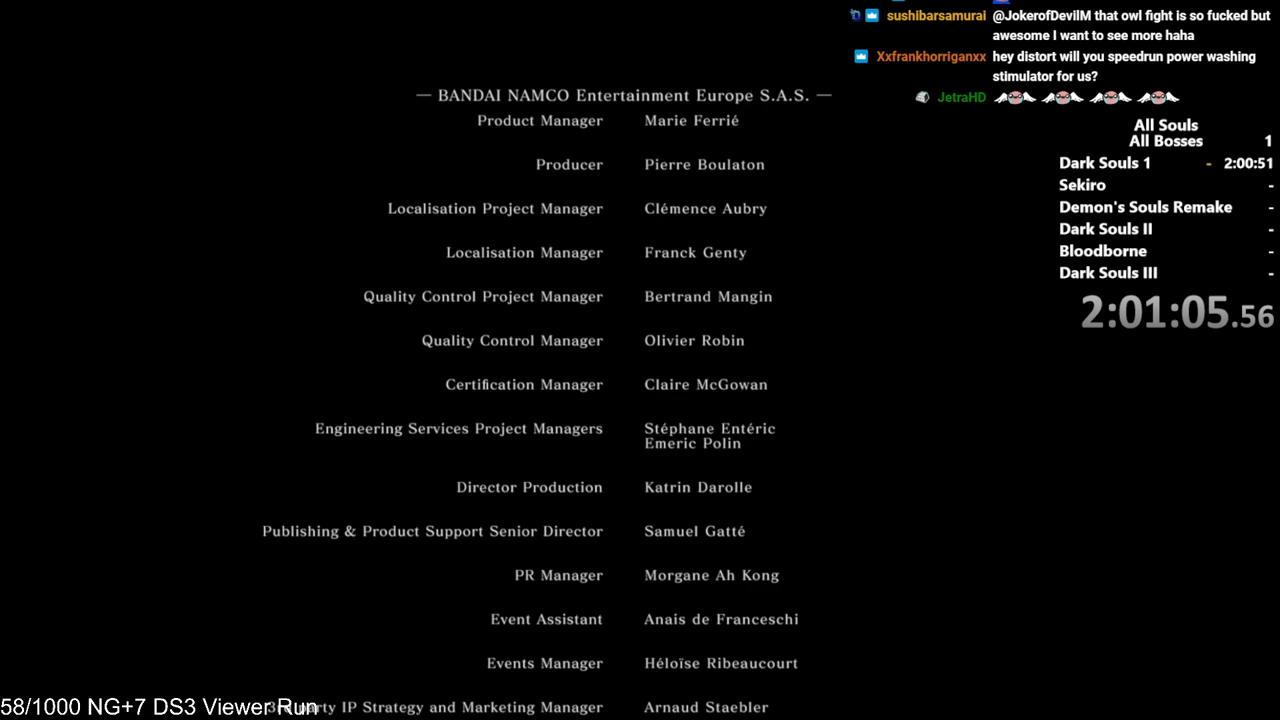 sushibarsamurai @JokerofDevilM that owl fight is so fucked but
awesome I want to see more haha
Xxfrankhorriganxx hey distort will you speedrun power washing
stimulator for us?
JetraHD
— BANDAI NAMCO Entertainment Europe S.A.S. —
Product Manager Marie Ferrié
Producer Pierre Boulaton
Localisation Project Manager Clémence Aubry
Localisation Manager Franck Genty
Quality Control Project Manager Bertrand Mangin
Quality Control Manager Olivier Robin
Certification Manager Claire McGowan
Engineering Services Project Managers Stéphane Entéric
Emeric Polin
Director Production Katrin Darolle
Publishing & Product Support Senior Director Samuel Gatté
PR Manager Morgane Ah Kong
Event Assistant Anais de Franceschi
Events Manager Héloïse Ribeaucourt
3rd party IP Strategy and Marketing Manager Arnaud Staebler
All Souls
All Bosses 1
Dark Souls 1 - 2:00:51
Sekiro -
Demon's Souls Remake -
Dark Souls II -
Bloodborne -
Dark Souls III -
2:01:05.56
58/1000 NG+7 DS3 Viewer Run